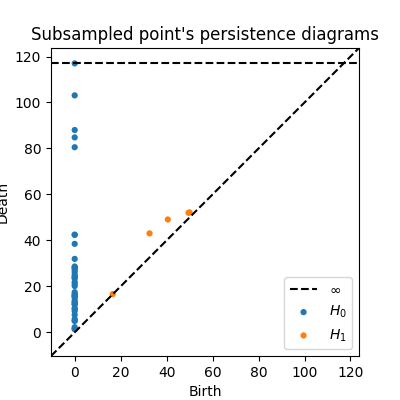 Subsampled point's persistence diagrams
120
100
80
60
40
20
0
Death
0 20 40 60 80 100 120
Birth
∞
H₀
H₁